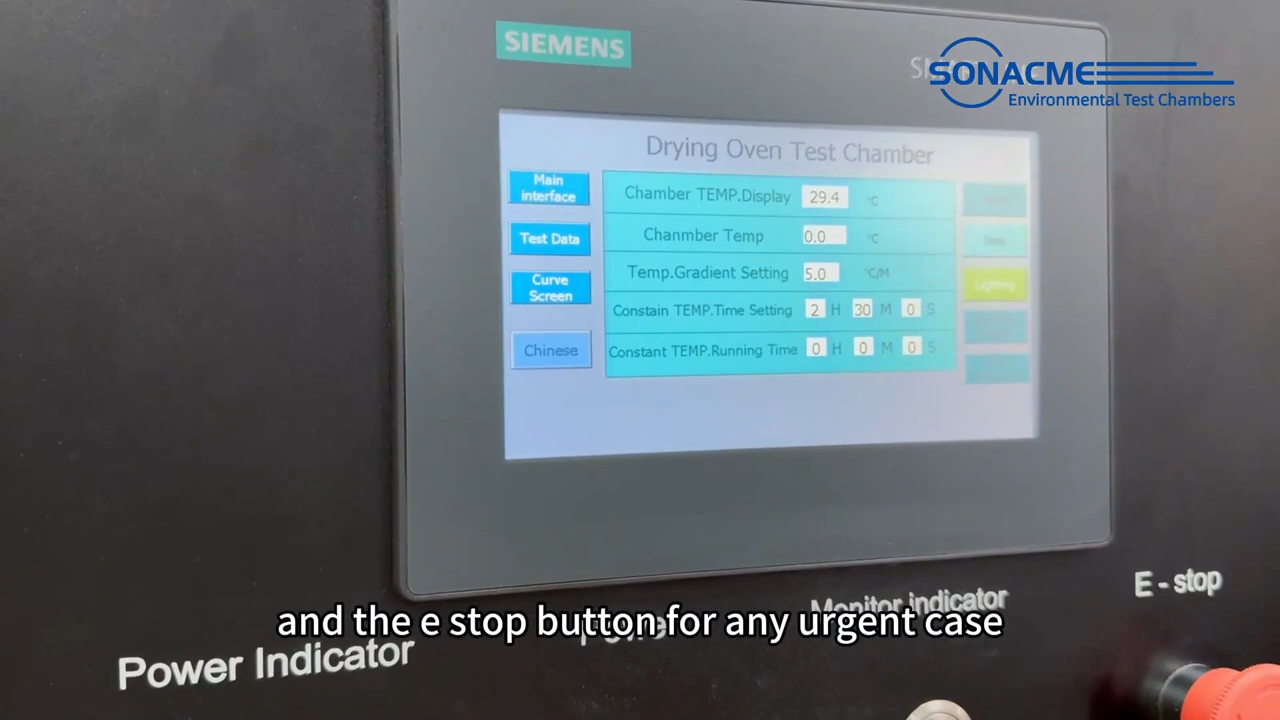 SIEMENS
SONACME
Environmental Test Chambers
Drying Oven Test Chamber
Main
interface
Chamber TEMP.Display 29.4 °C
Test Data
Chanmber Temp 0.0 °C
Curve
Screen
Temp.Gradient Setting 5.0 °C/M
Lighting
Constain TEMP.Time Setting 2 H 30 M 0 S
Chinese
Constant TEMP.Running Time 0 H 0 M 0 S
E - stop
Monitor indicator
and the e stop button for any urgent case
Power Indicator